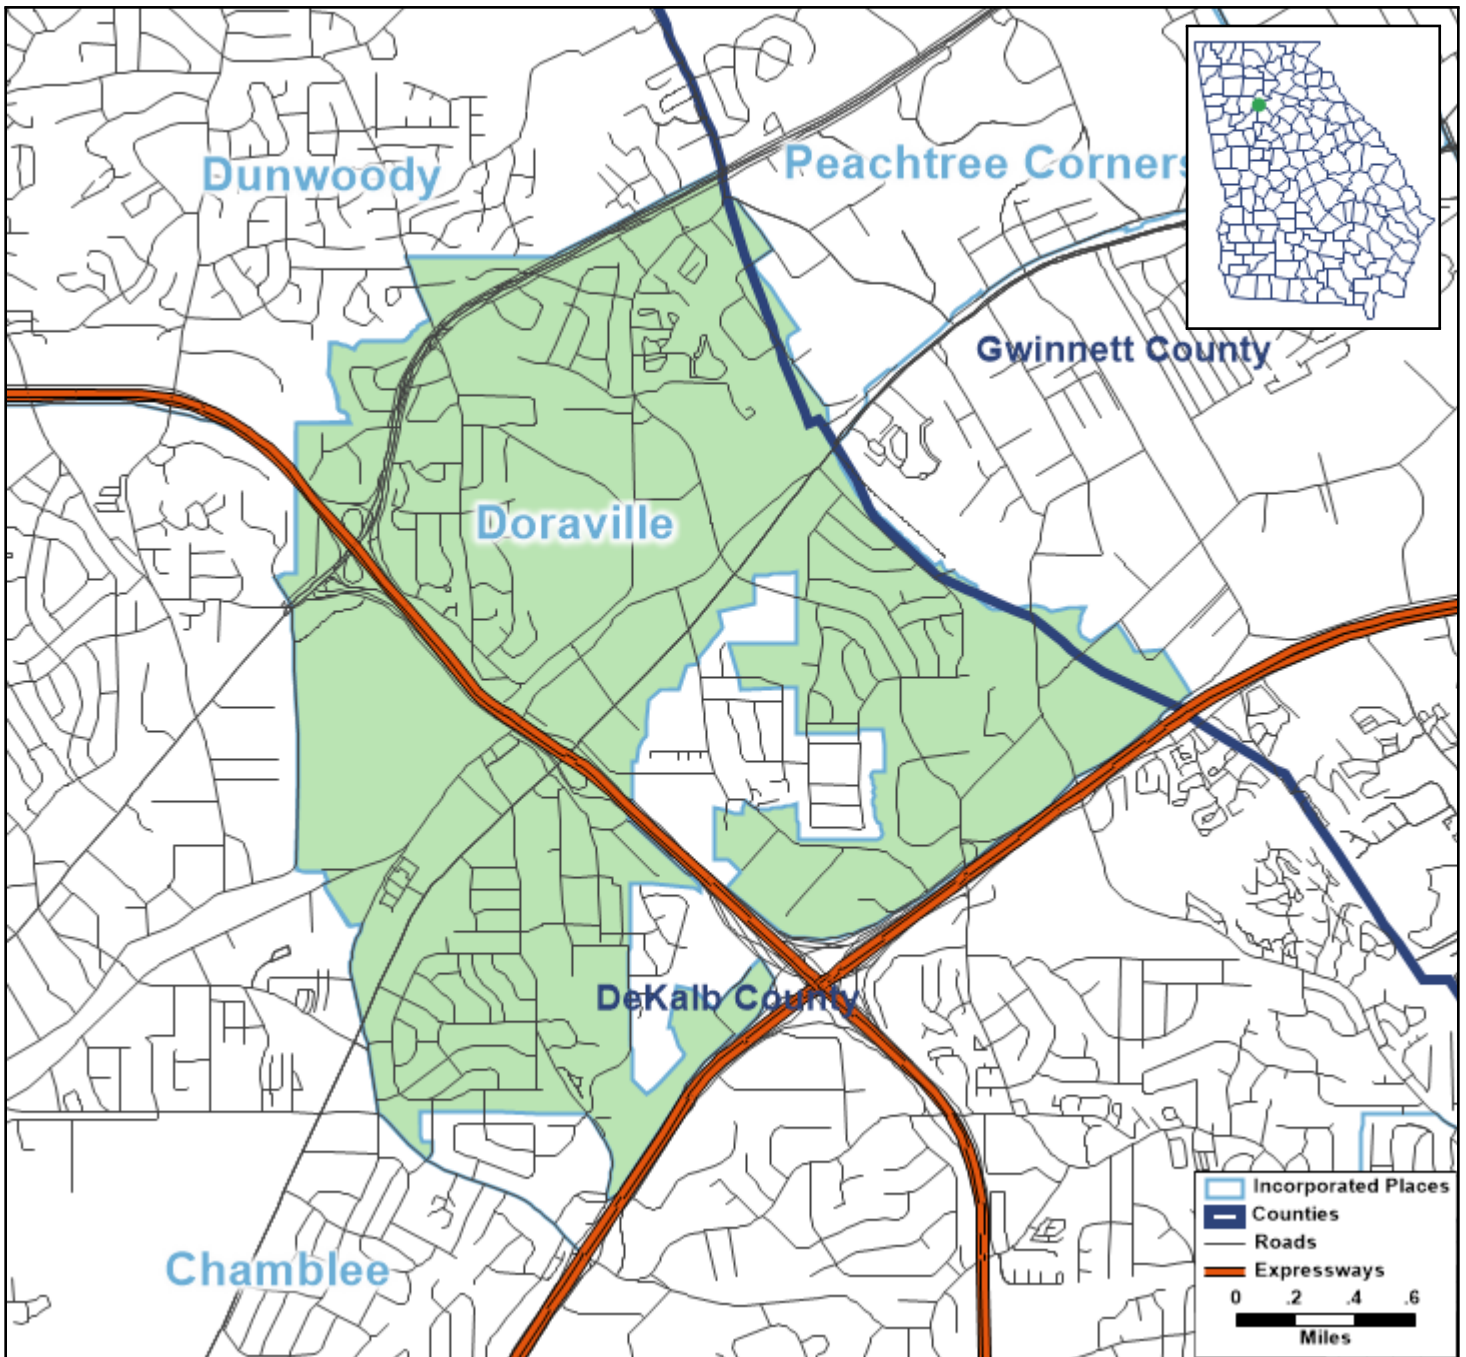 Dunwoody
Peachtree Corners
Gwinnett County
Doraville
DeKalb County
Chamblee
Incorporated Places
Counties
Roads
Expressways
0 .2 .4 .6
Miles